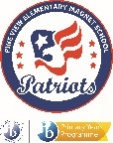 PINEVIEW ELEMENTARY MAGNET SCHOOL
Patriots
Primary Years
Programme